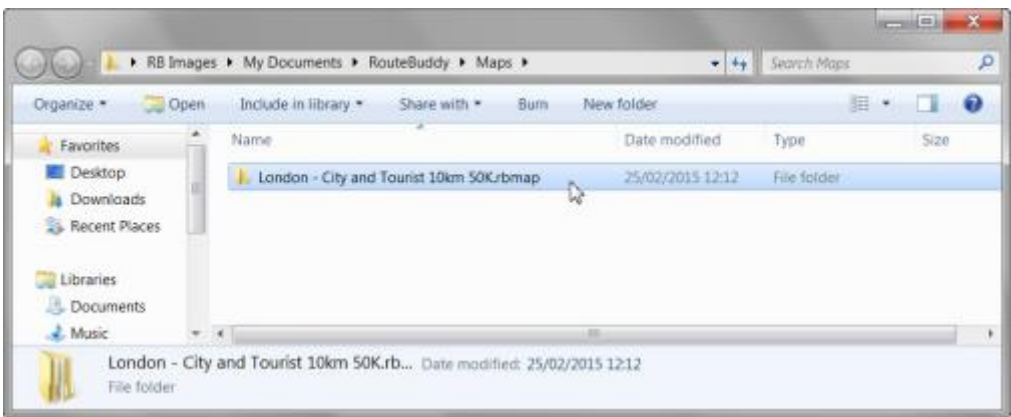 RB Images My Documents RouteBuddy Maps Search Maps
Organize Open Include in library Share with Burn New folder
Name Date modified Type Size
Favorites
Desktop
Downloads
Recent Places
Libraries
Documents
Music
London - City and Tourist 10km 50K.rbmap 25/02/2015 12:12 File folder
London - City and Tourist 10km 50K.rb... Date modified: 25/02/2015 12:12
File folder